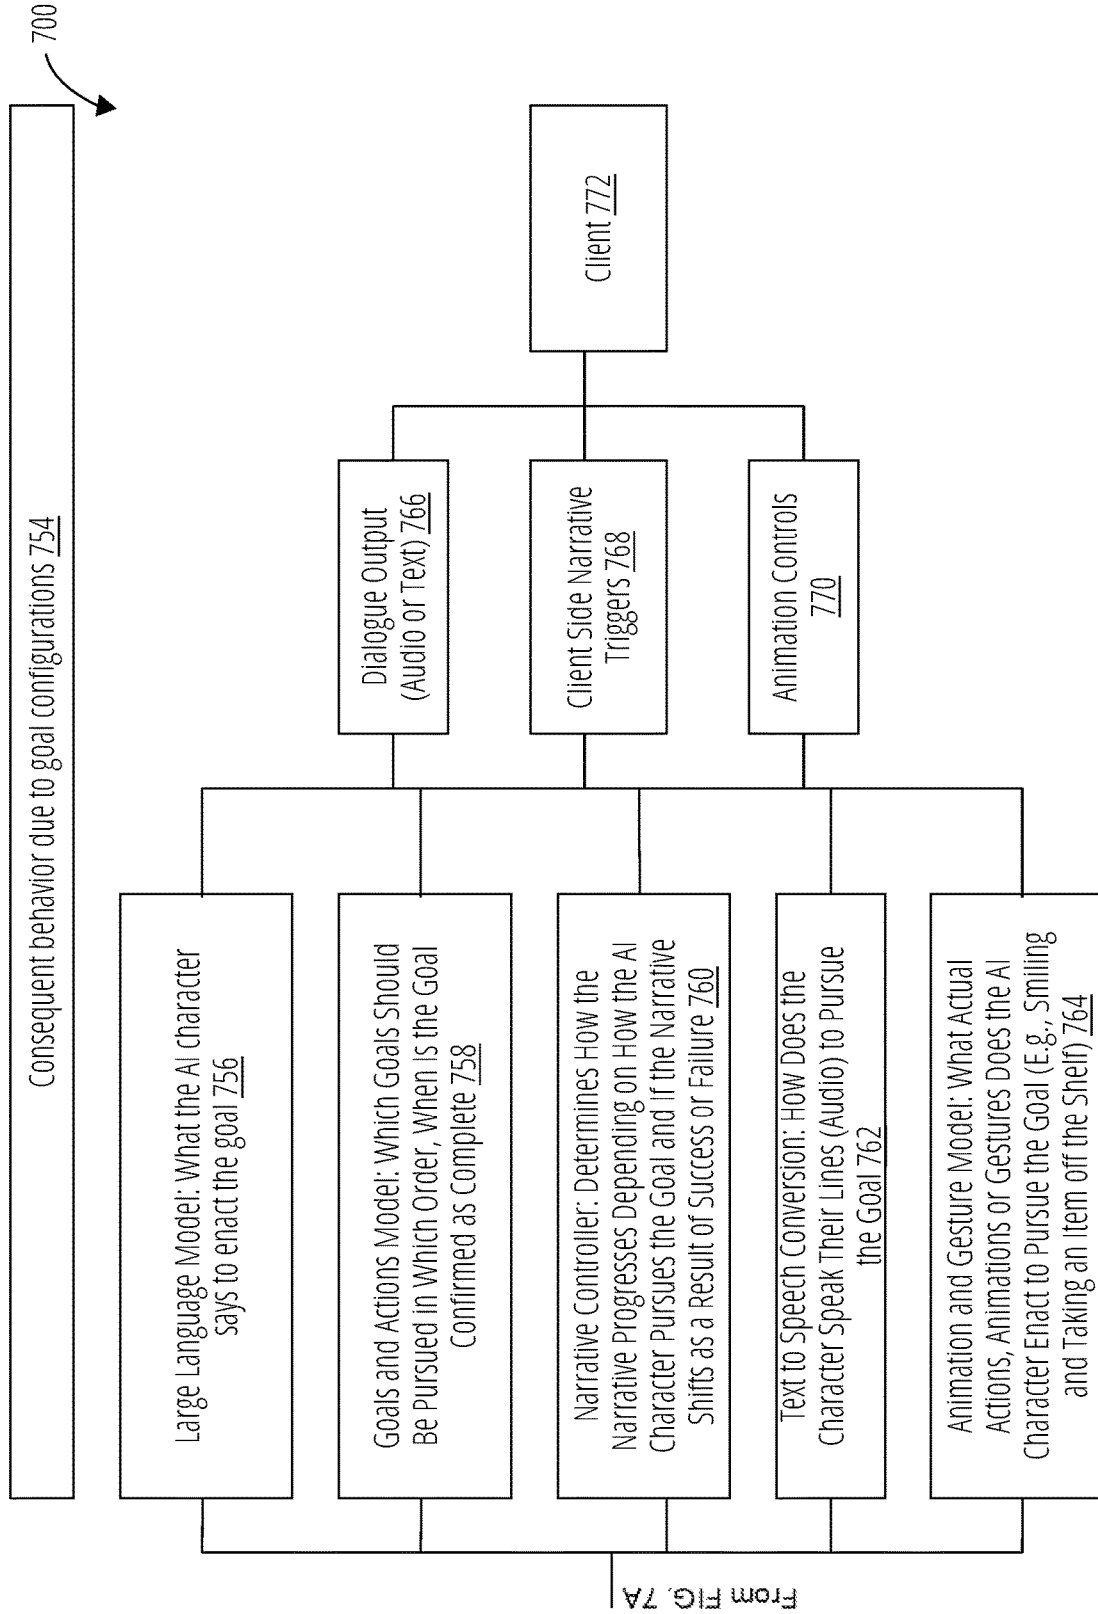 700
Consequent behavior due to goal configurations 754
Large Language Model: What the AI character
says to enact the goal 756
Goals and Actions Model: Which Goals Should
Be Pursued in Which Order, When Is the Goal
Confirmed as Complete 758
Narrative Controller: Determines How the
Narrative Progresses Depending on How the AI
Character Pursues the Goal and if the Narrative
Shifts as a Result of Success or Failure 760
Text to Speech Conversion: How Does the
Character Speak Their Lines (Audio) to Pursue
the Goal 762
Animation and Gesture Model: What Actual
Actions, Animations or Gestures Does the AI
Character Enact to Pursue the Goal (E.g., Smiling
and Taking an Item off the Shelf) 764
Dialogue Output
(Audio or Text) 766
Client Side Narrative
Triggers 768
Animation Controls
770
Client 772
From FIG. 7A